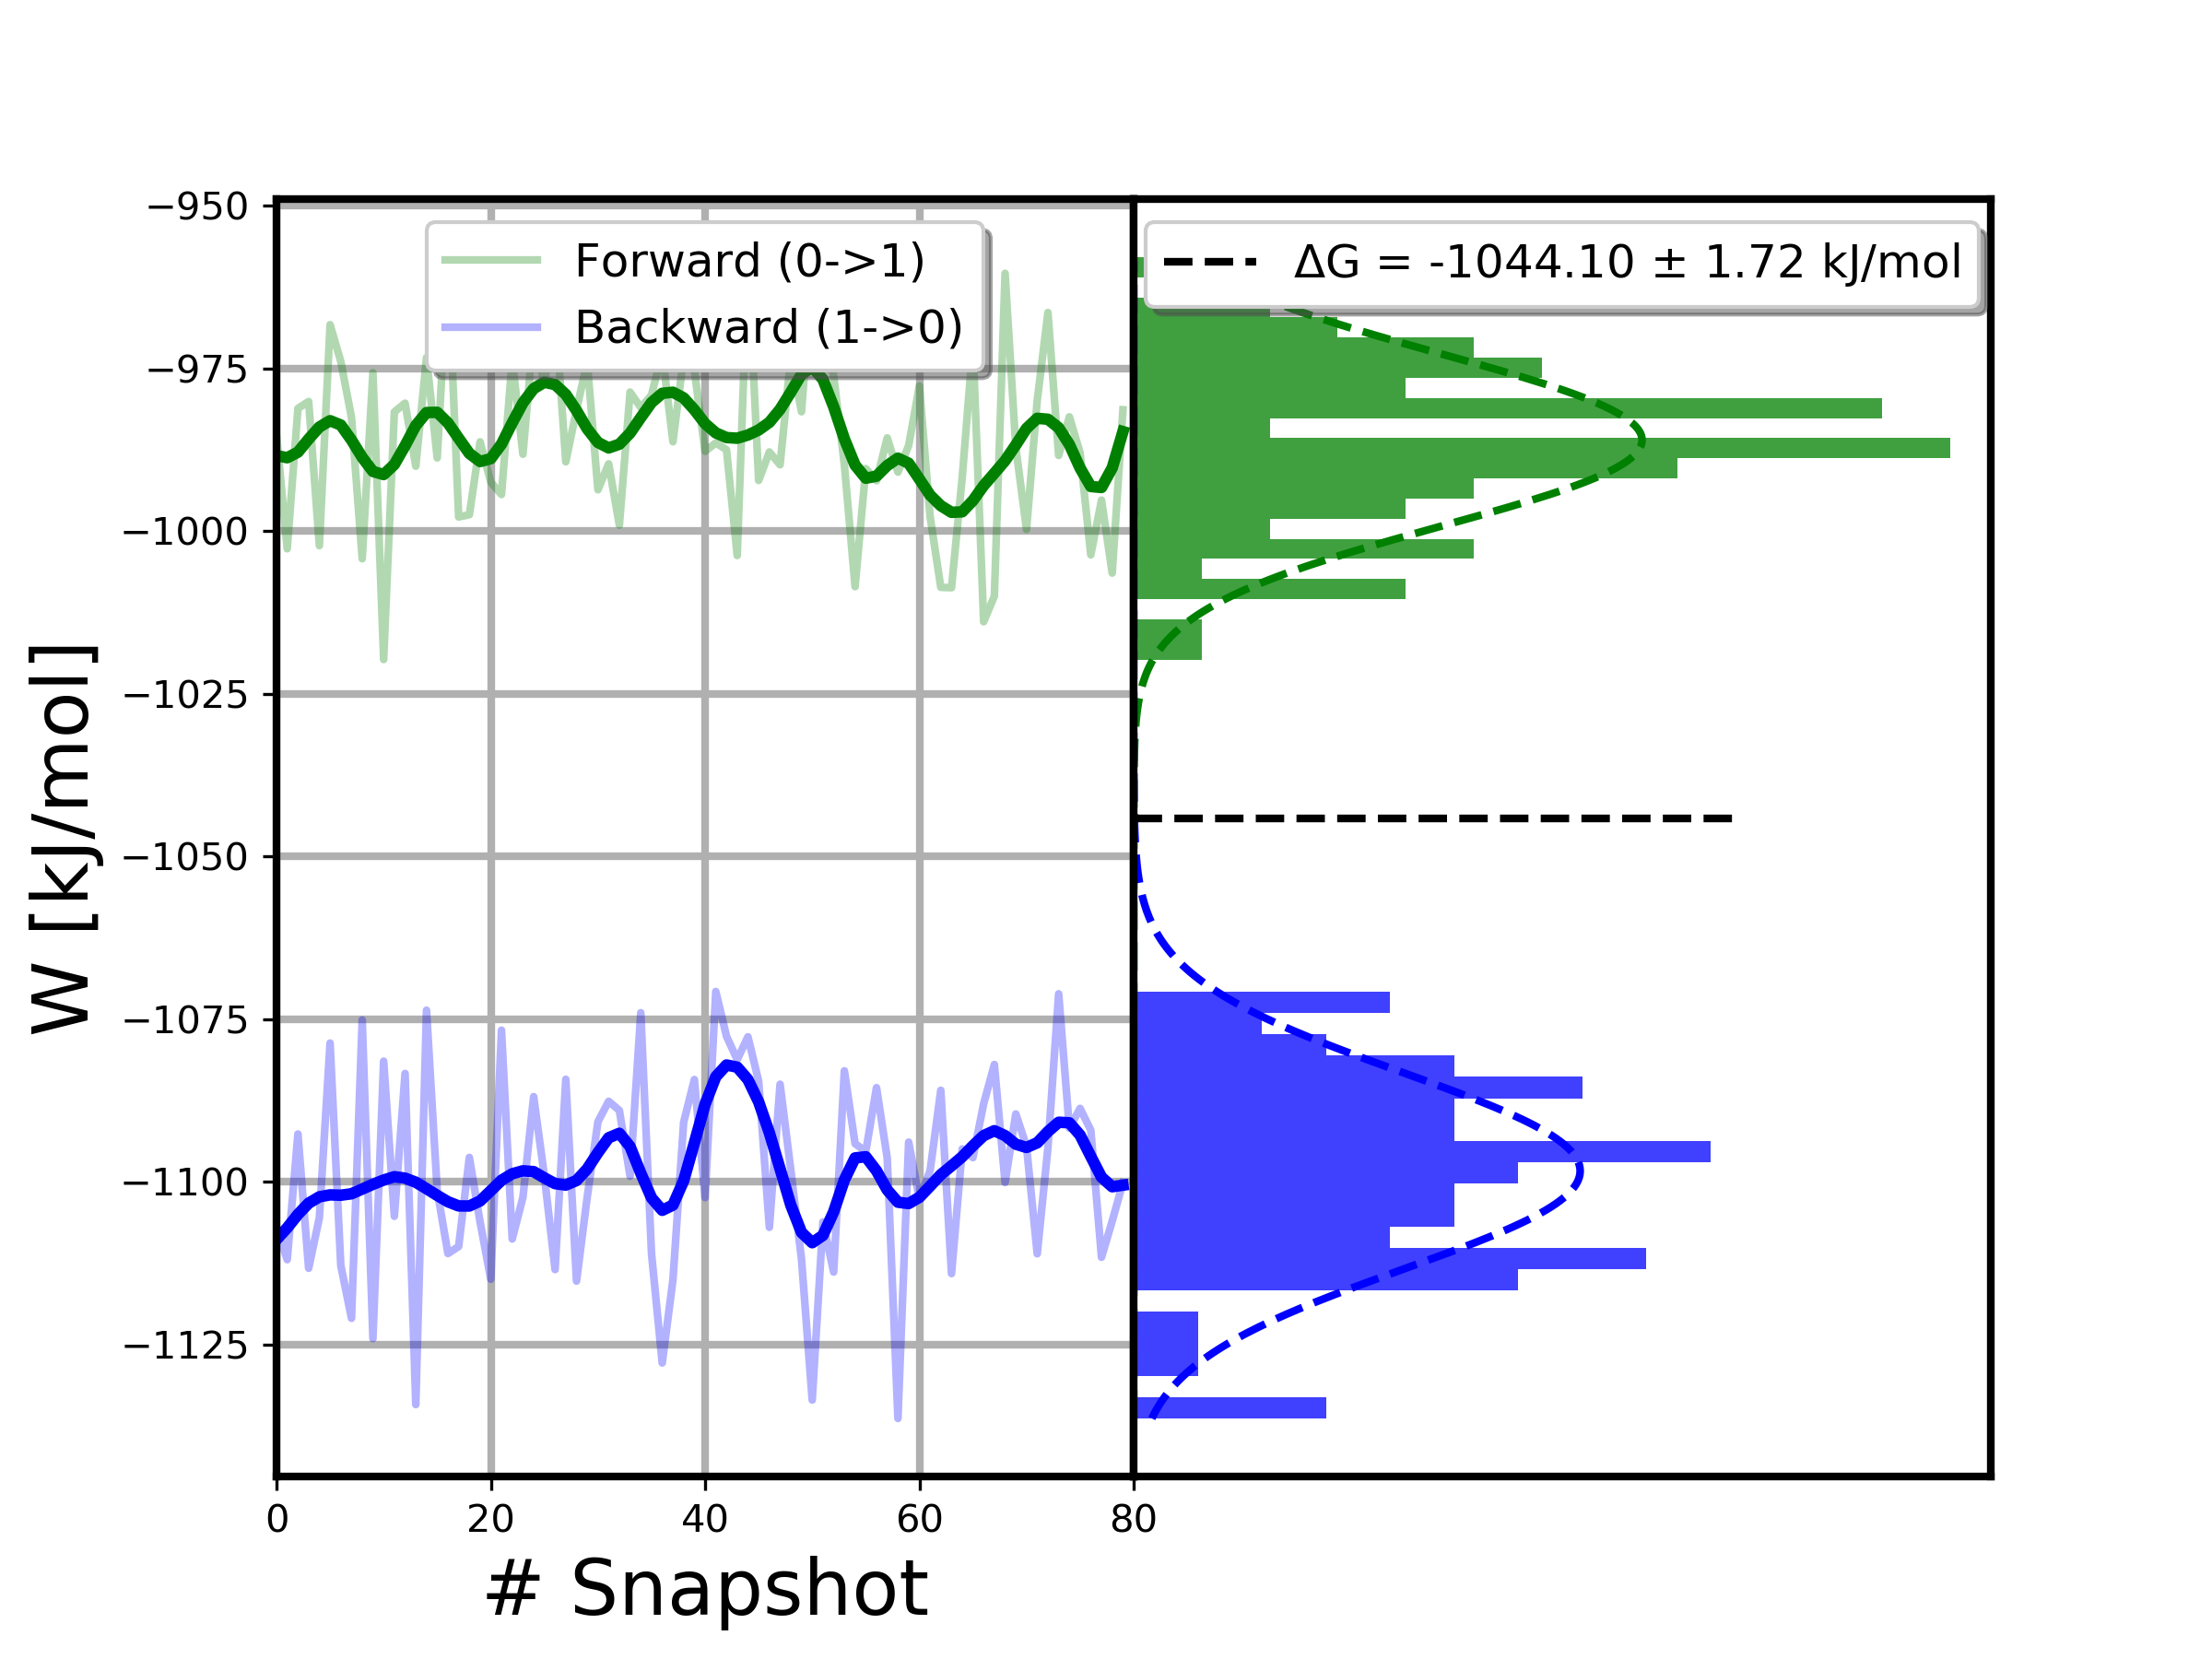 −950
−975
−1000
−1025
−1050
−1075
−1100
−1125
W [kJ/mol]
Forward (0->1)
Backward (1->0)
ΔG = -1044.10 ± 1.72 kJ/mol
0 20 40 60 80
# Snapshot